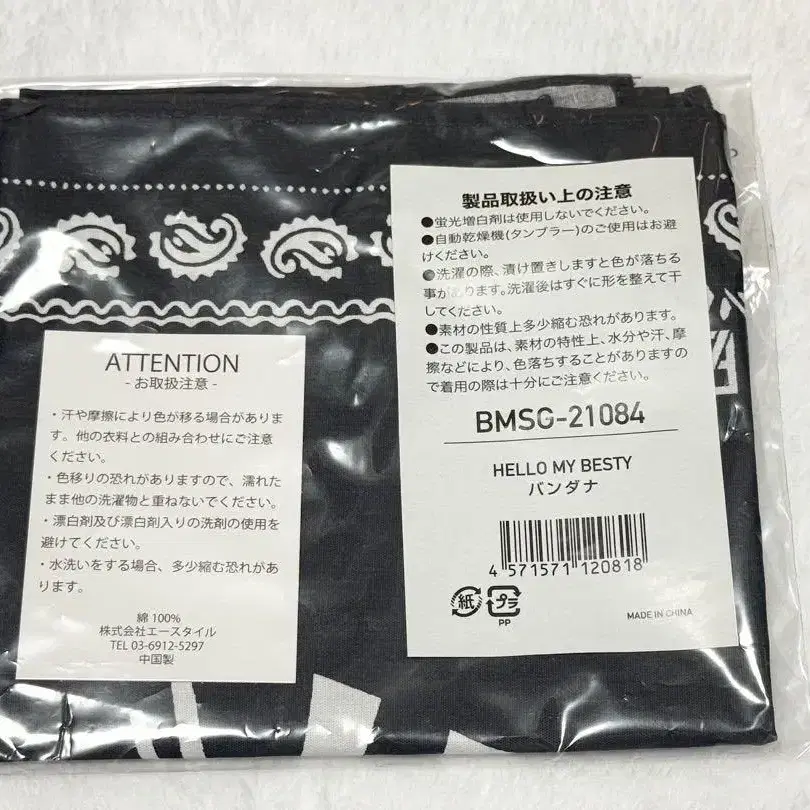 ATTENTION
- お取扱注意 -
・汗や摩擦により色が移る場合がありま
す。他の衣料との組み合わせにご注意
ください。
・色移りの恐れがありますので、濡れた
まま他の洗濯物と重ねないでください。
・漂白剤及び漂白剤入りの洗剤の使用を
避けてください。
・水洗いをする場合、多少縮む恐れがあ
ります。
綿 100%
株式会社エースタイル
TEL 03-6912-5297
中国製
製品取扱い上の注意
●蛍光増白剤は使用しないでください。
●自動乾燥機(タンブラー)のご使用はお避
けください。
●洗濯の際、漬け置きしますと色が落ちる
事があります。洗濯後はすぐに形を整えて干
してください。
●素材の性質上多少縮む恐れがあります。
●この製品は、素材の特性上、水分や汗、摩
擦などにより、色落ちすることがありますの
で着用の際は十分にご注意ください。
BMSG-21084
HELLO MY BESTY
バンダナ
4 571571 120818
紙 プラ
PP
MADE IN CHINA